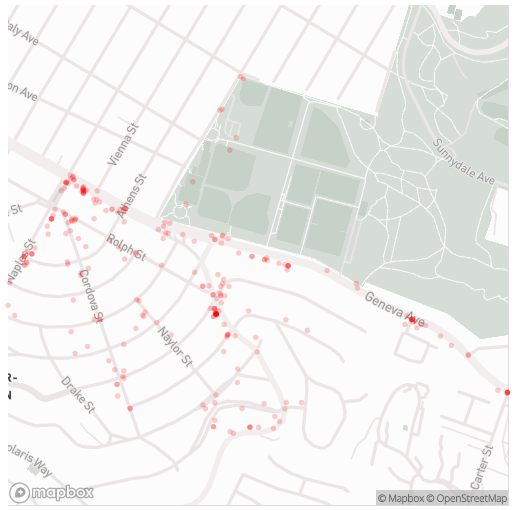 aly Ave
on Ave
Vienna St
Athens St
Sunnydale Ave
e St
Rolph St
Naples St
Cordova St
Geneva Ave
Naylor St
R-
N
Drake St
olaris Way
Carter St
mapbox
© Mapbox © OpenStreetMap